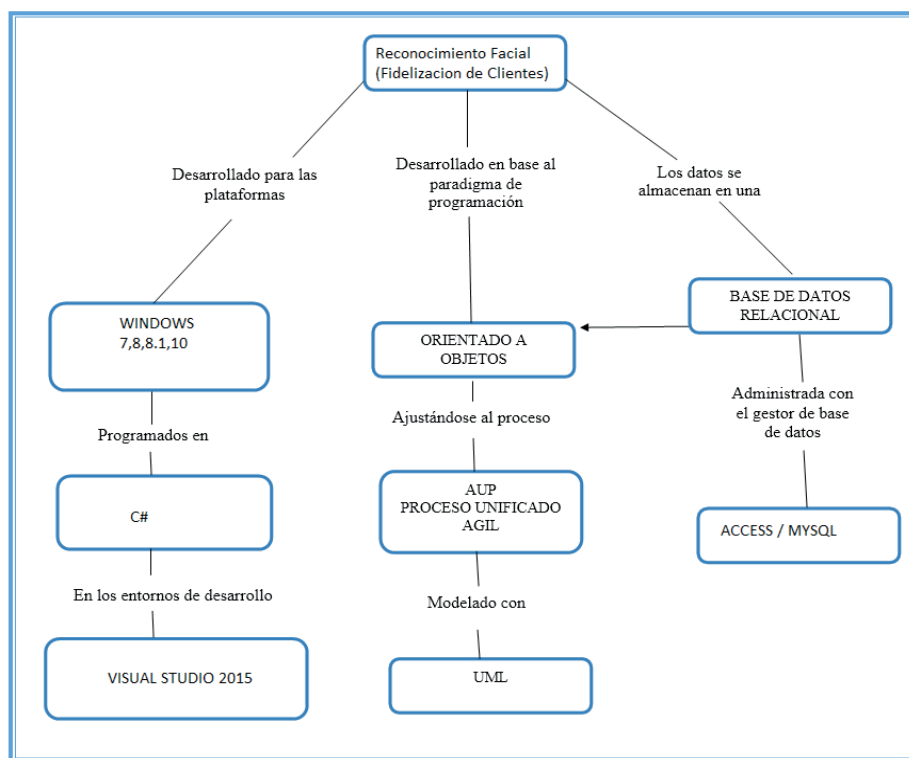 Reconocimiento Facial
(Fidelizacion de Clientes)
Desarrollado para las
plataformas
Desarrollado en base al
paradigma de
programación
Los datos se
almacenan en una
WINDOWS
7,8,8.1,10
ORIENTADO A
OBJETOS
BASE DE DATOS
RELACIONAL
Programados en
Ajustándose al proceso
Administrada con
el gestor de base
de datos
C#
AUP
PROCESO UNIFICADO
AGIL
ACCESS / MYSQL
En los entornos de desarrollo
Modelado con
VISUAL STUDIO 2015
UML